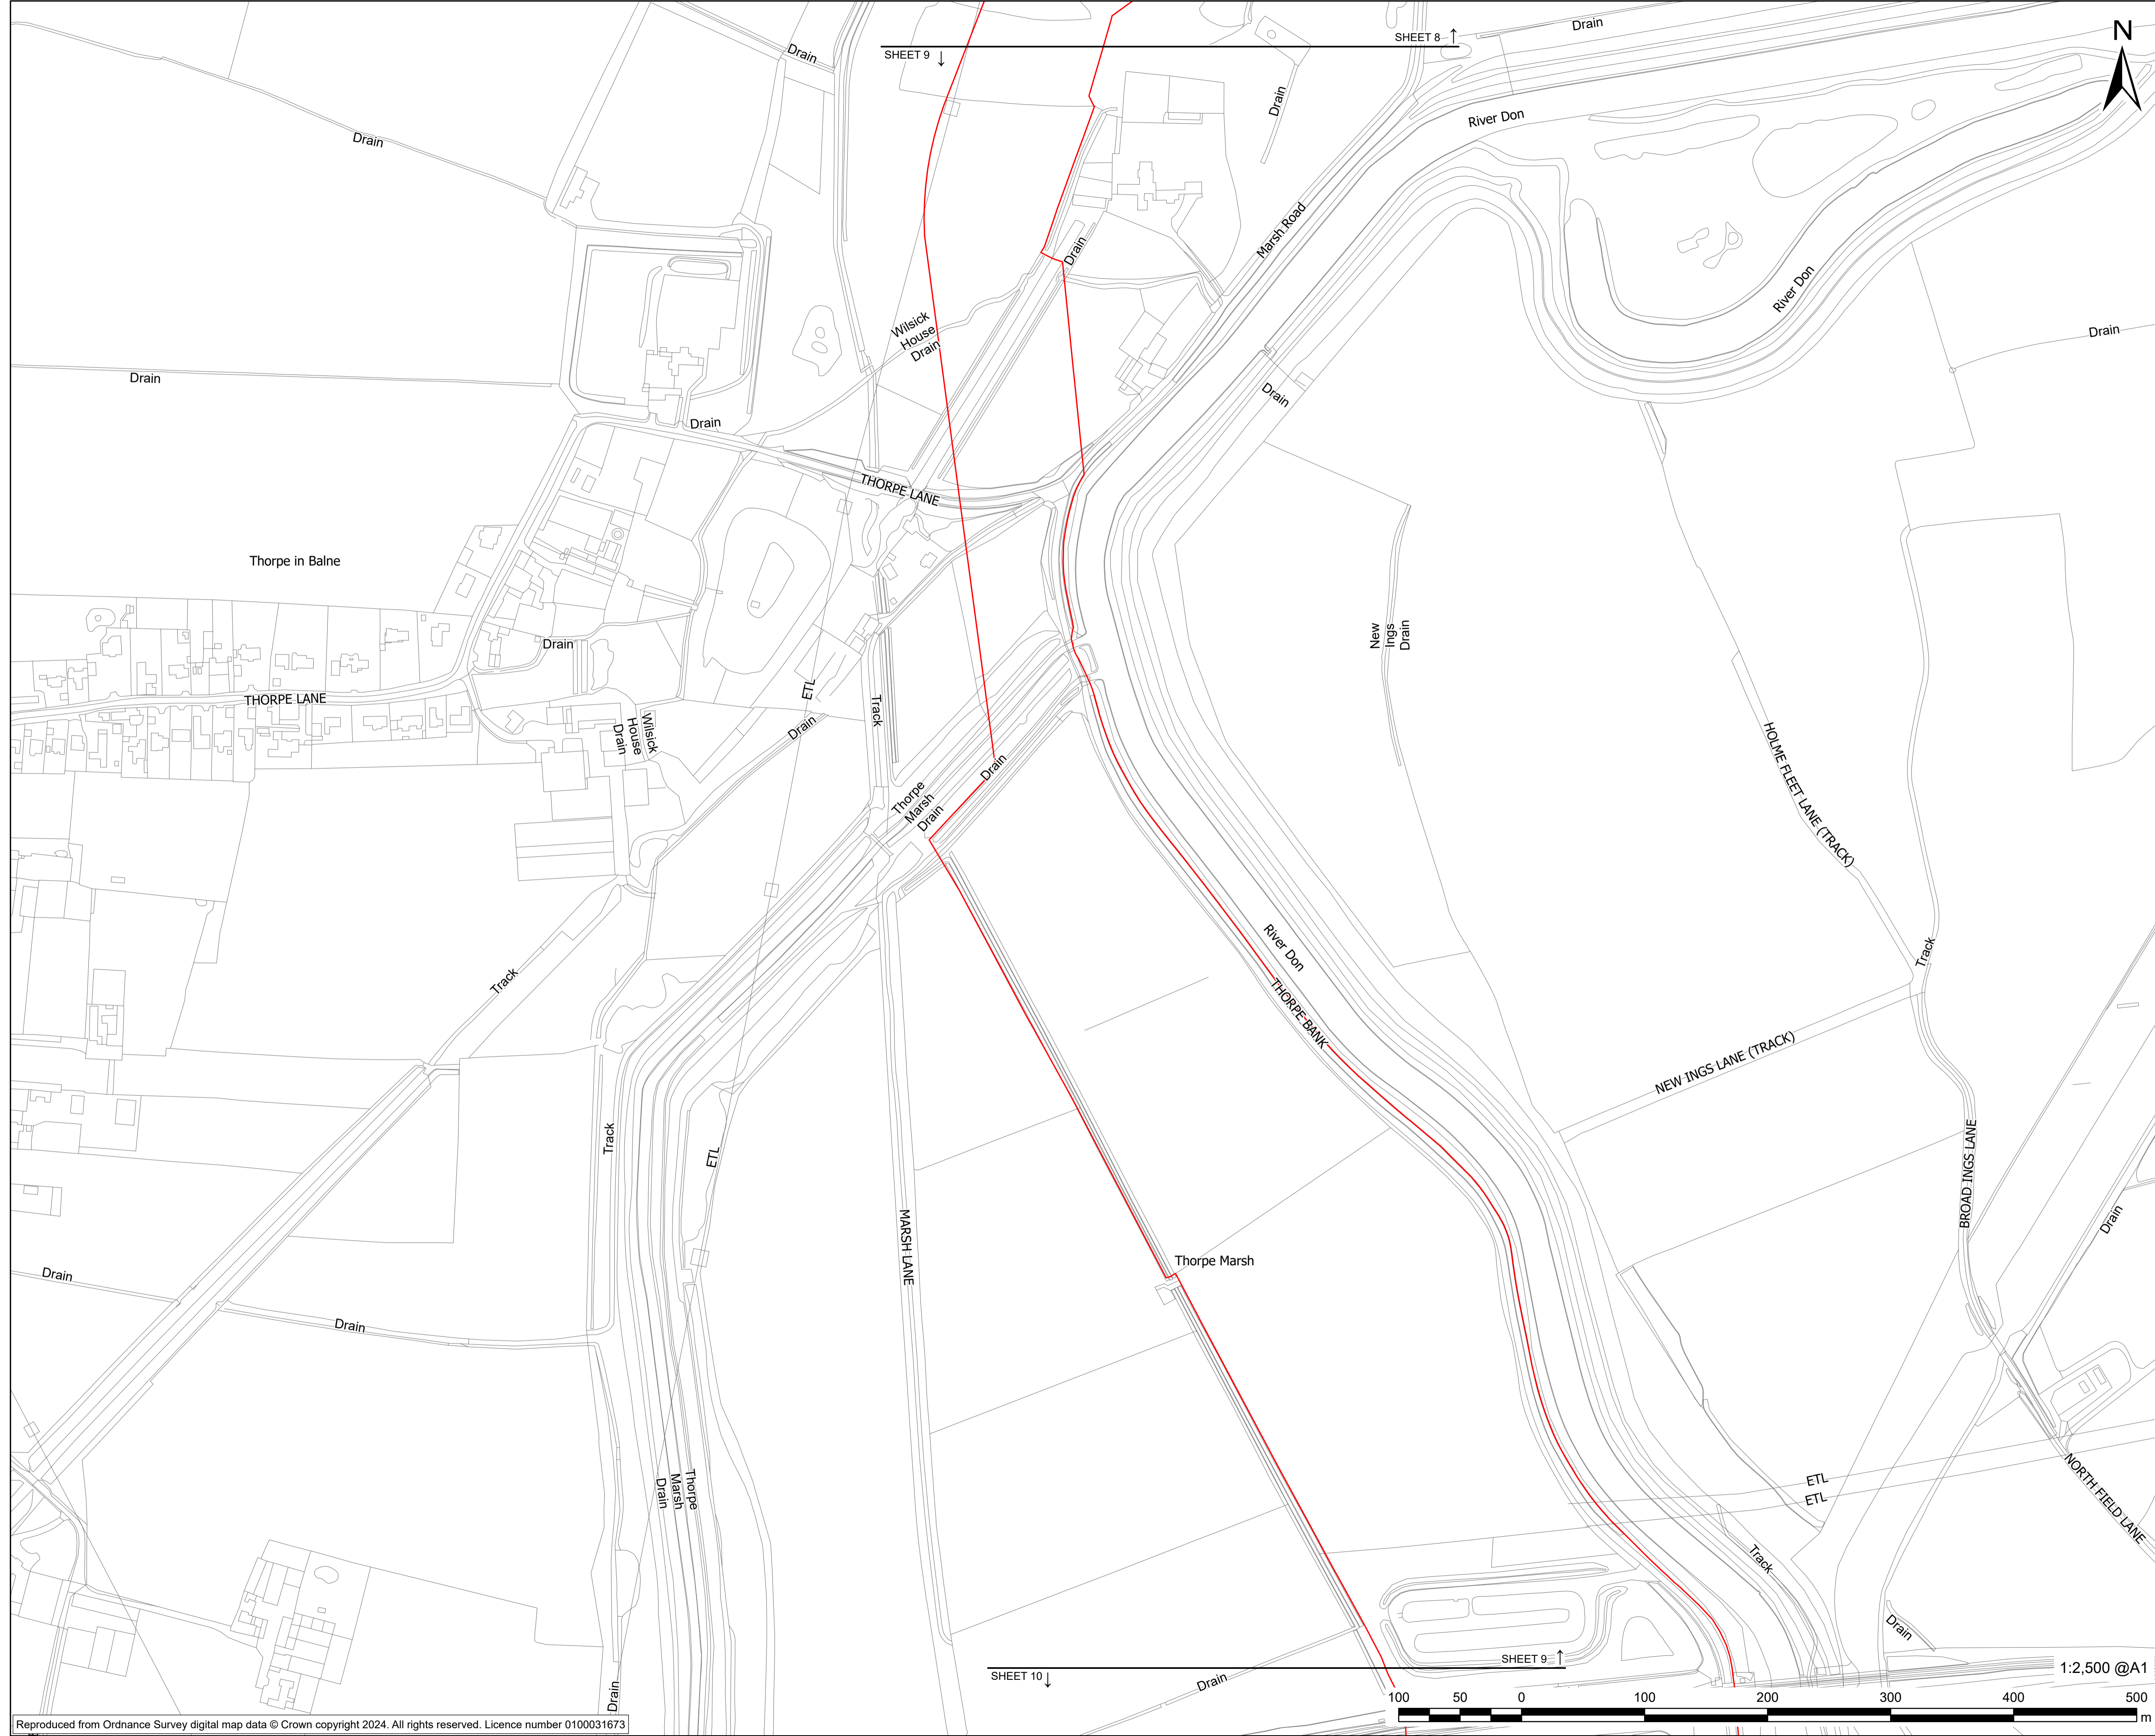 Drain
SHEET 8 ↑
N
Drain
SHEET 9 ↓
Drain
River Don
Drain
Marsh Road
Drain
River Don
Wilsick
House
Drain
Drain
Drain
Drain
Drain
THORPE LANE
Thorpe in Balne
New
Ings
Drain
Drain
THORPE LANE
ETL
Track
Wilsick
House
Drain
Drain
Drain
Thorpe
Marsh
Drain
HOLME FLEET LANE (TRACK)
River Don
Track
Track
THORPE BANK
NEW INGS LANE (TRACK)
Track
ETL
BROAD INGS LANE
MARSH LANE
Drain
Thorpe Marsh
Drain
Drain
Thorpe
Marsh
Drain
ETL
ETL
NORTH FIELD LANE
Track
Drain
SHEET 9 ↑
SHEET 10 ↓
Drain
Drain
1:2,500 @A1
100 50 0 100 200 300 400 500
m
Reproduced from Ordnance Survey digital map data © Crown copyright 2024. All rights reserved. Licence number 0100031673